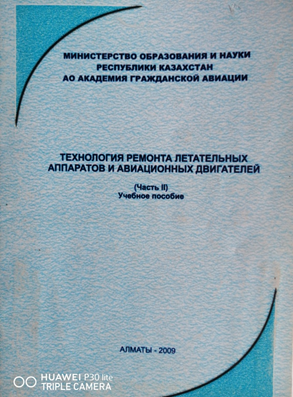 МИНИСТЕРСТВО ОБРАЗОВАНИЯ И НАУКИ
РЕСПУБЛИКИ КАЗАХСТАН
АО АКАДЕМИЯ ГРАЖДАНСКОЙ АВИАЦИИ
ТЕХНОЛОГИЯ РЕМОНТА ЛЕТАТЕЛЬНЫХ
АППАРАТОВ И АВИАЦИОННЫХ ДВИГАТЕЛЕЙ
(Часть II)
Учебное пособие
АЛМАТЫ - 2009
HUAWEI P30 lite
TRIPLE CAMERA